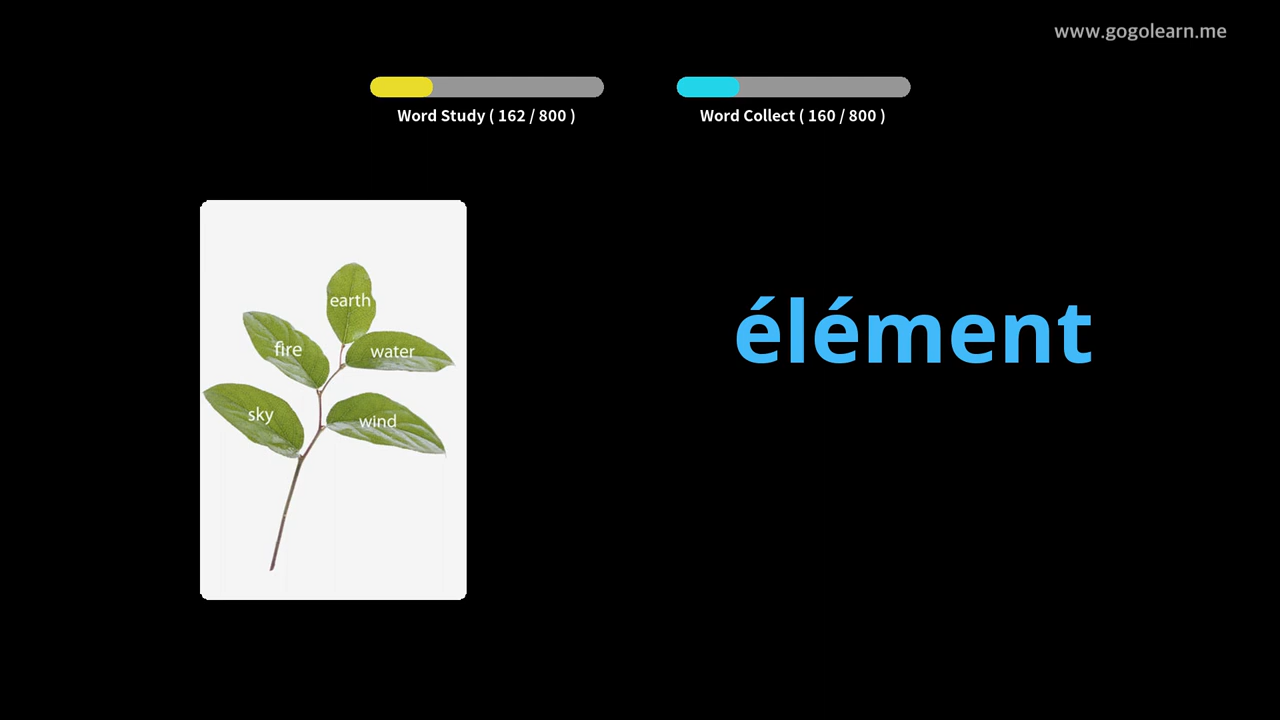 www.gogolearn.me
Word Study ( 162 / 800 )
Word Collect ( 160 / 800 )
earth
fire
water
sky
wind
élément